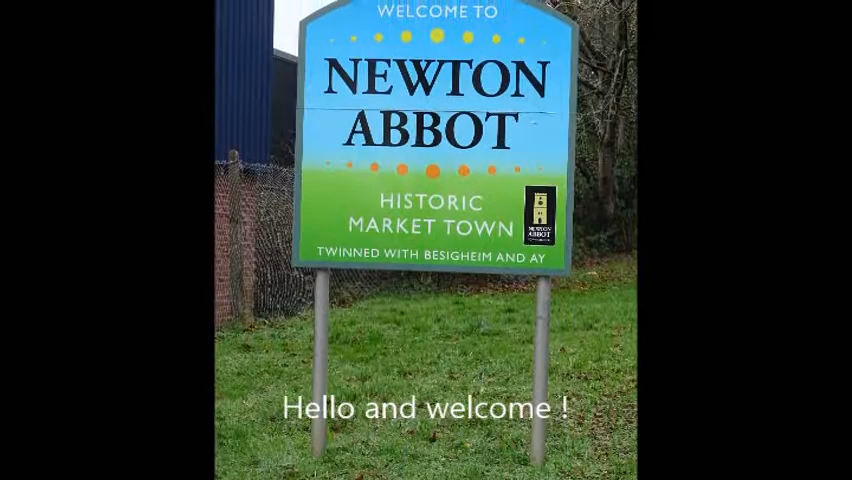 WELCOME TO
NEWTON
ABBOT
HISTORIC
MARKET TOWN
NEWTON
ABBOT
TWINNED WITH BESIGHEIM AND AY
Hello and welcome !